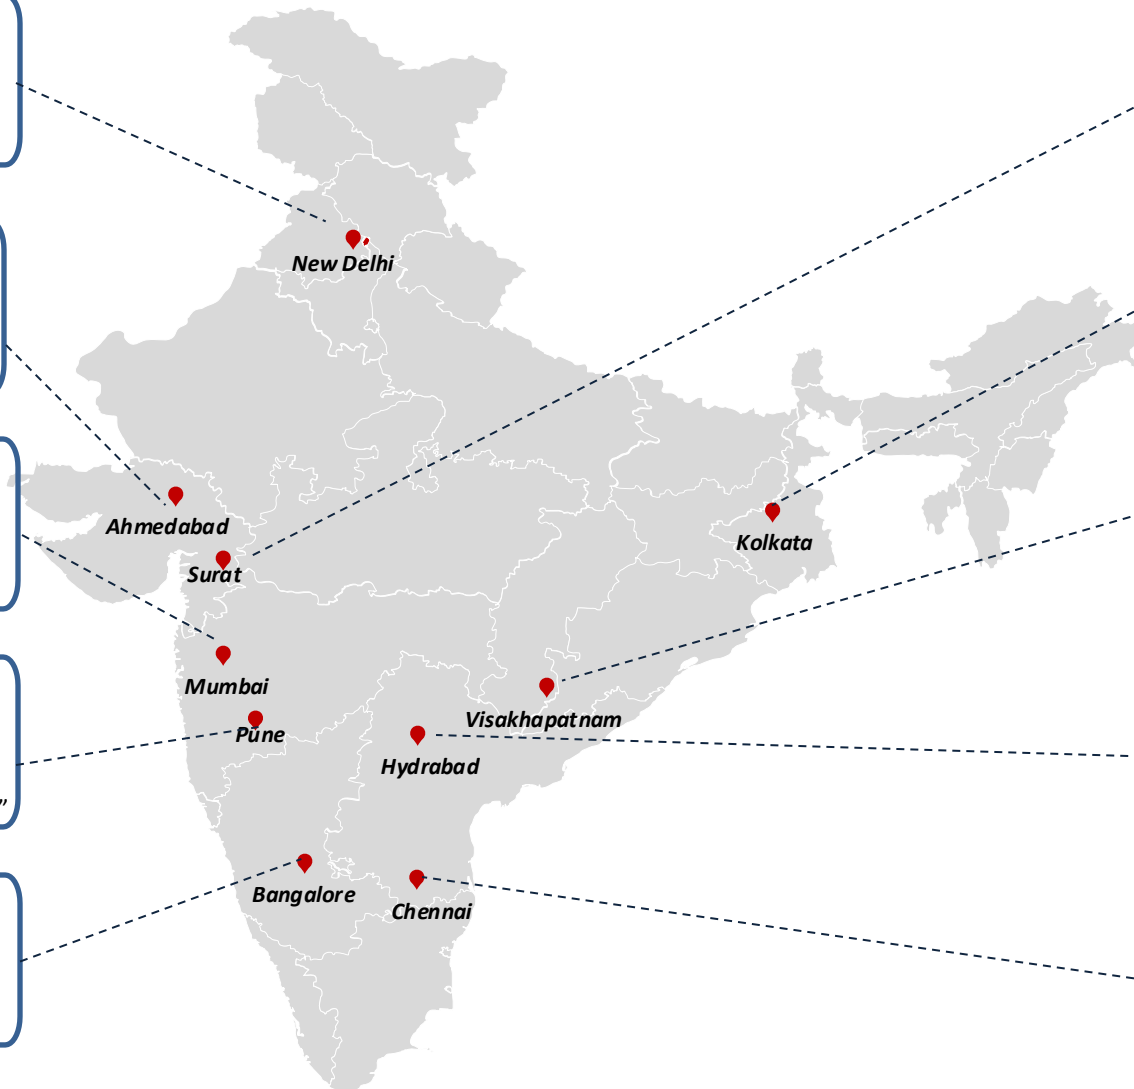 New Delhi
Ahmedabad
Surat
Kolkata
Mumbai
Visakhapatnam
Pune
Hydrabad
”
Bangalore
Chennai